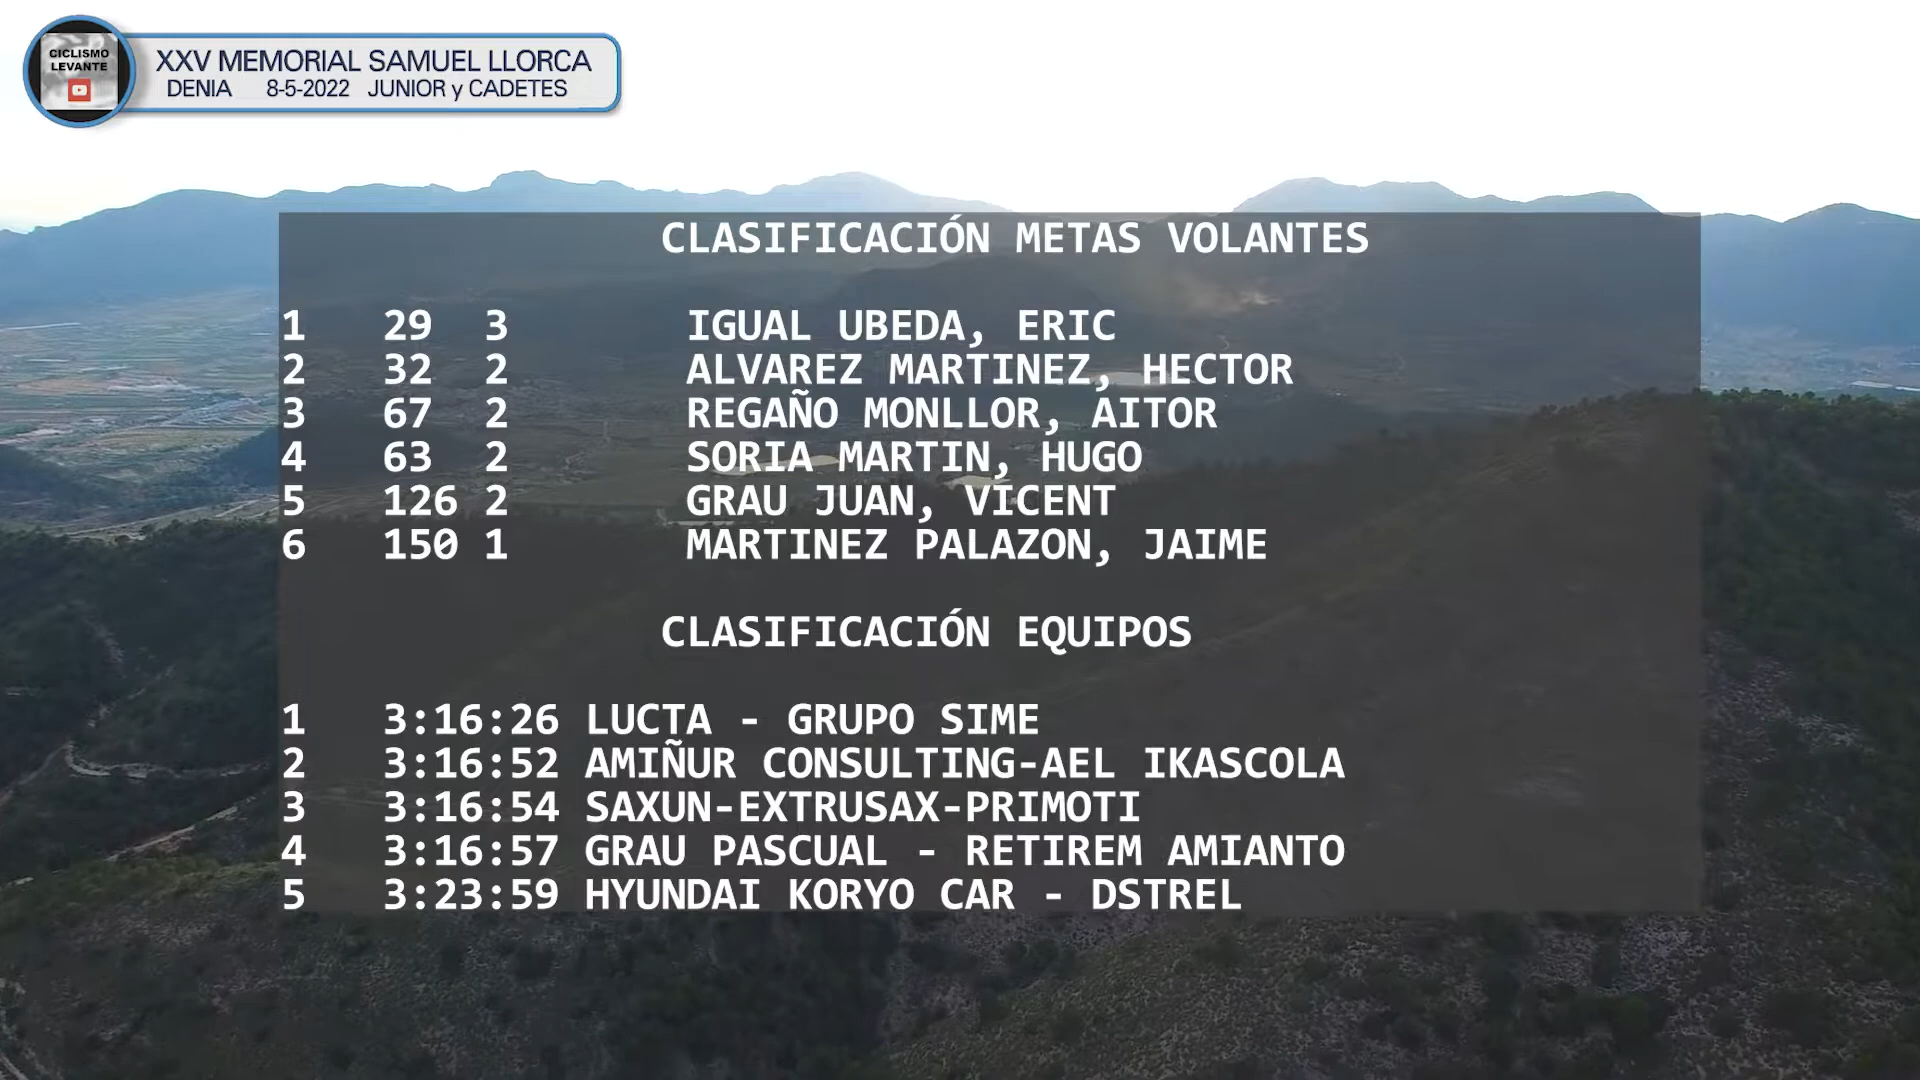 CICLISMO
LEVANTE
XXV MEMORIAL SAMUEL LLORCA
DENIA 8-5-2022 JUNIOR y CADETES
CLASIFICACIÓN METAS VOLANTES
1 29 3 IGUAL UBEDA, ERIC
2 32 2 ALVAREZ MARTINEZ, HECTOR
3 67 2 REGAÑO MONLLOR, AITOR
4 63 2 SORIA MARTIN, HUGO
5 126 2 GRAU JUAN, VICENT
6 150 1 MARTINEZ PALAZON, JAIME
CLASIFICACIÓN EQUIPOS
1 3:16:26 LUCTA - GRUPO SIME
2 3:16:52 AMIÑUR CONSULTING-AEL IKASCOLA
3 3:16:54 SAXUN-EXTRUSAX-PRIMOTI
4 3:16:57 GRAU PASCUAL - RETIREM AMIANTO
5 3:23:59 HYUNDAI KORYO CAR - DSTREL